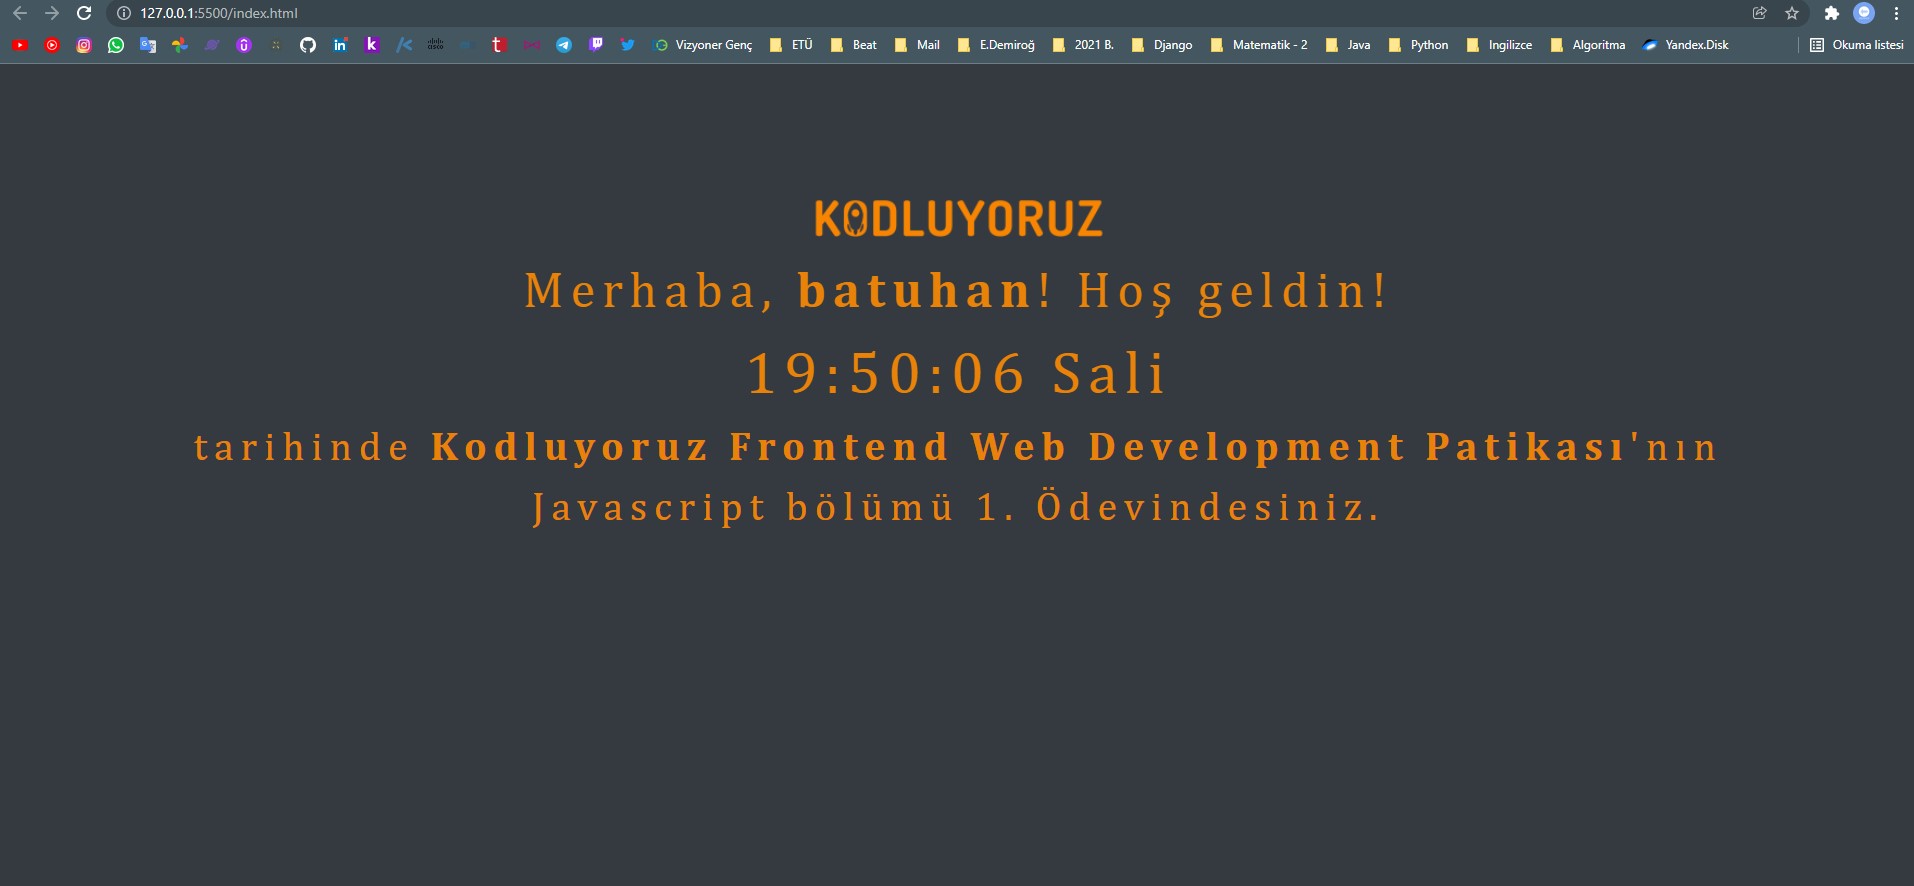 127.0.0.1:5500/index.html
Vizyoner Genç ETÜ Beat Mail E.Demiroğ 2021 B. Django Matematik - 2 Java Python Ingilizce Algoritma Yandex.Disk Okuma listesi
KODLUYORUZ
Merhaba, batuhan! Hoş geldin!
19:50:06 Sali
tarihinde Kodluyoruz Frontend Web Development Patikası'nın
Javascript bölümü 1. Ödevindesiniz.